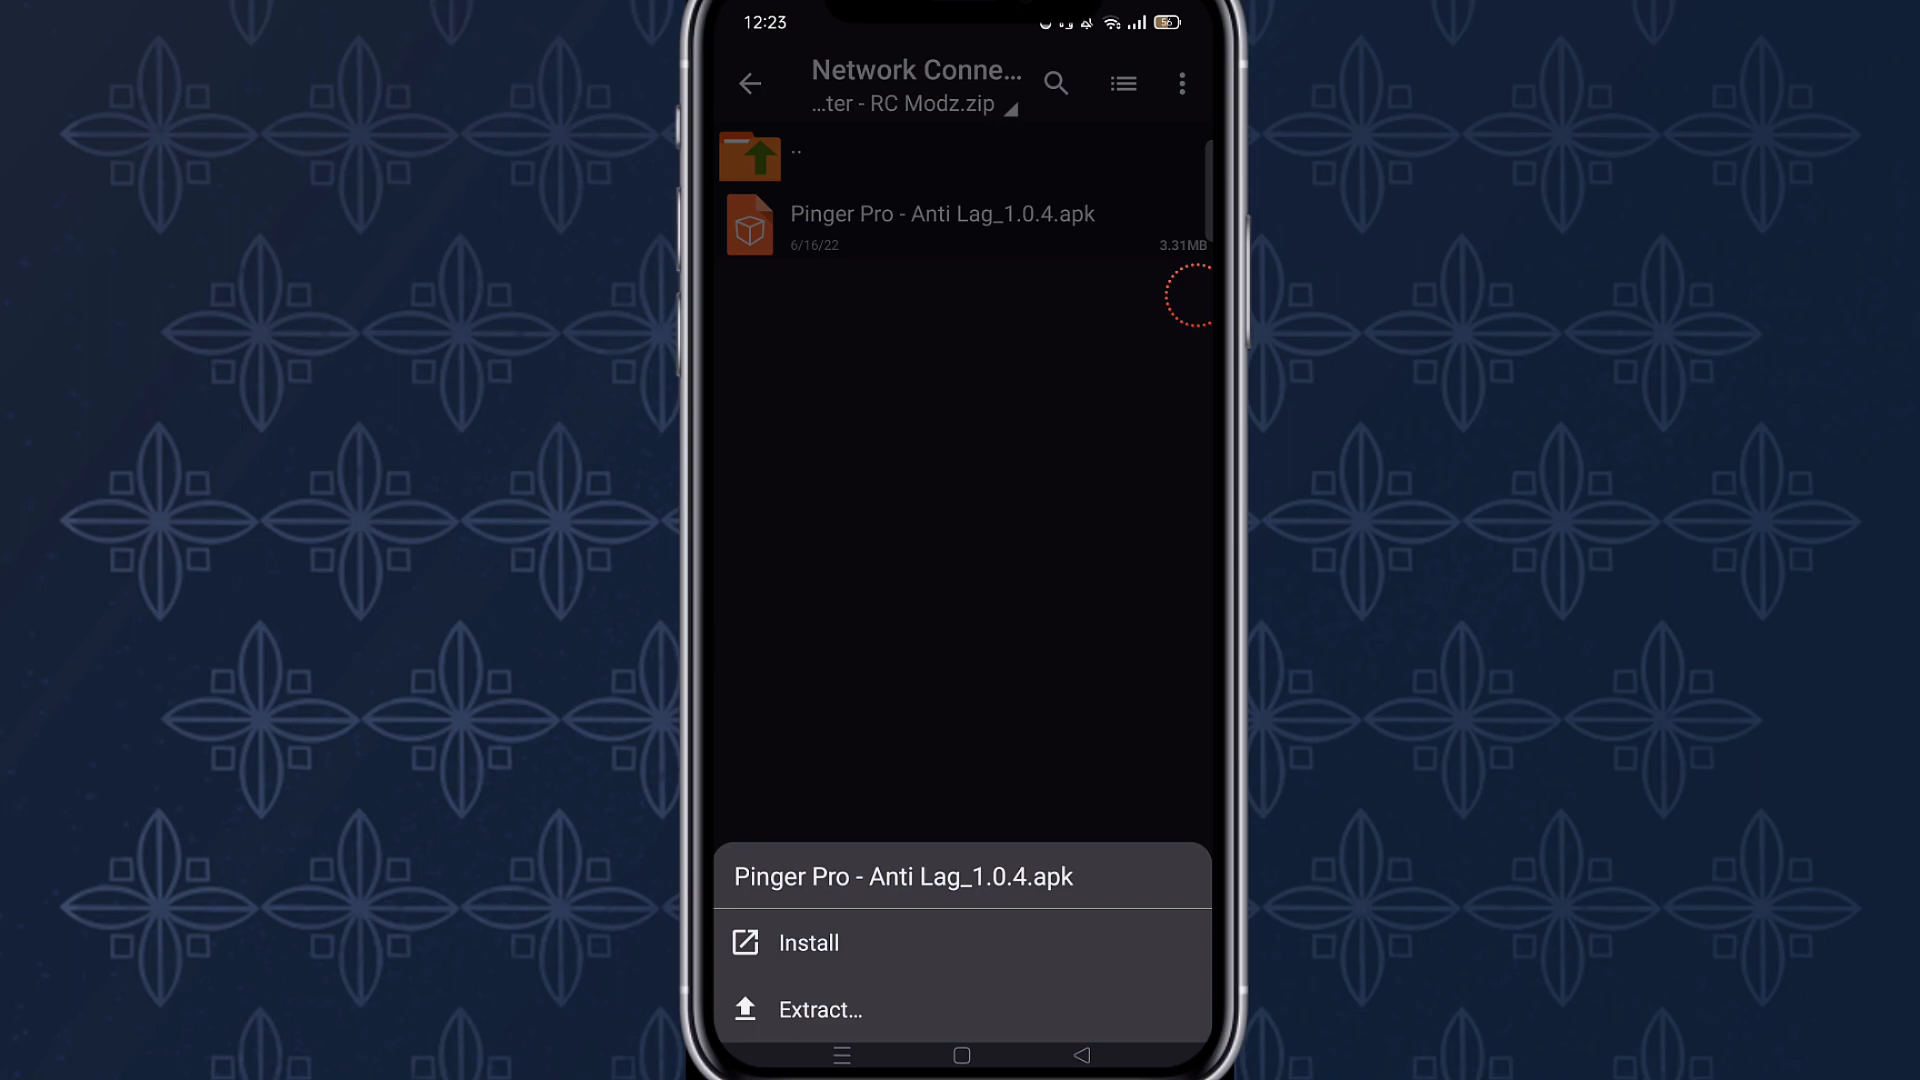 12:23
56
Network Conne...
...ter - RC Modz.zip
..
Pinger Pro - Anti Lag_1.0.4.apk
6/16/22
3.31MB
Pinger Pro - Anti Lag_1.0.4.apk
Install
Extract...